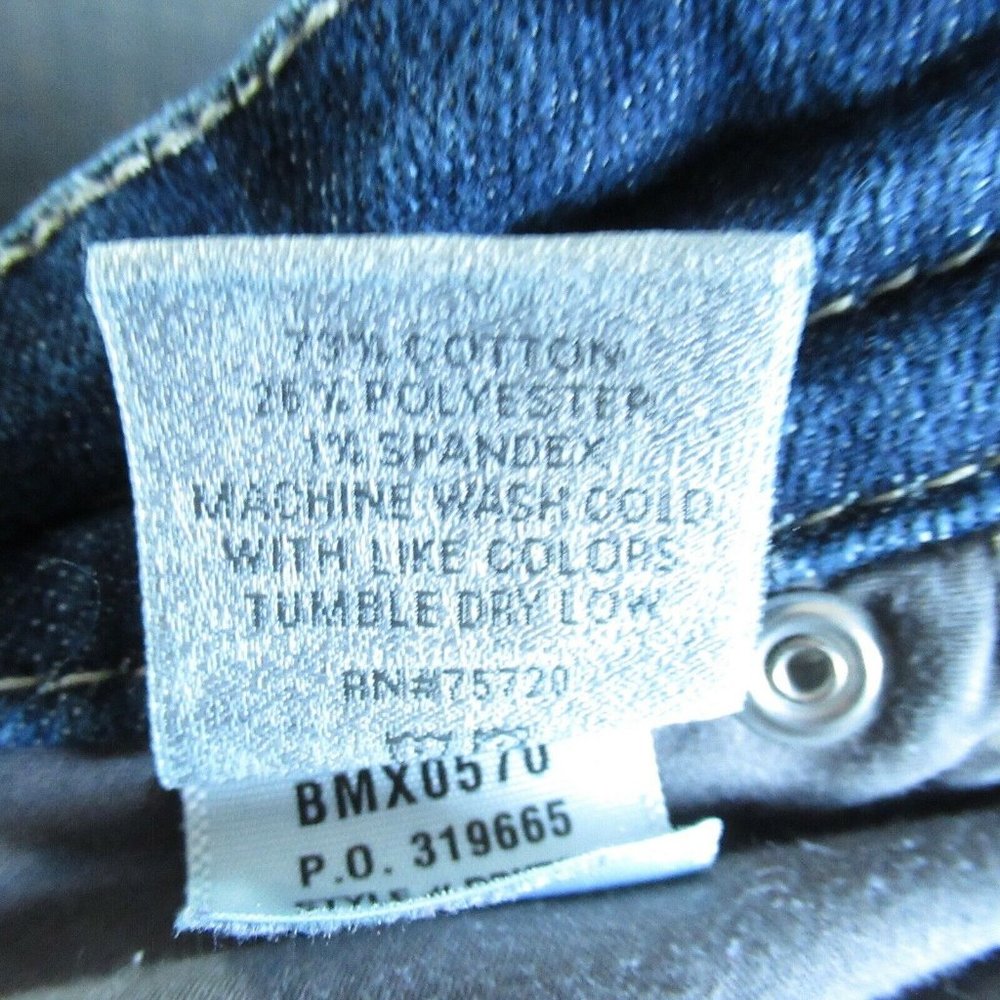 73% COTTON
26% POLYESTER
1% SPANDEX
MACHINE WASH COLD
WITH LIKE COLORS
TUMBLE DRY LOW
RN#75720
BMX0570
P.O. 319665
STYLE #